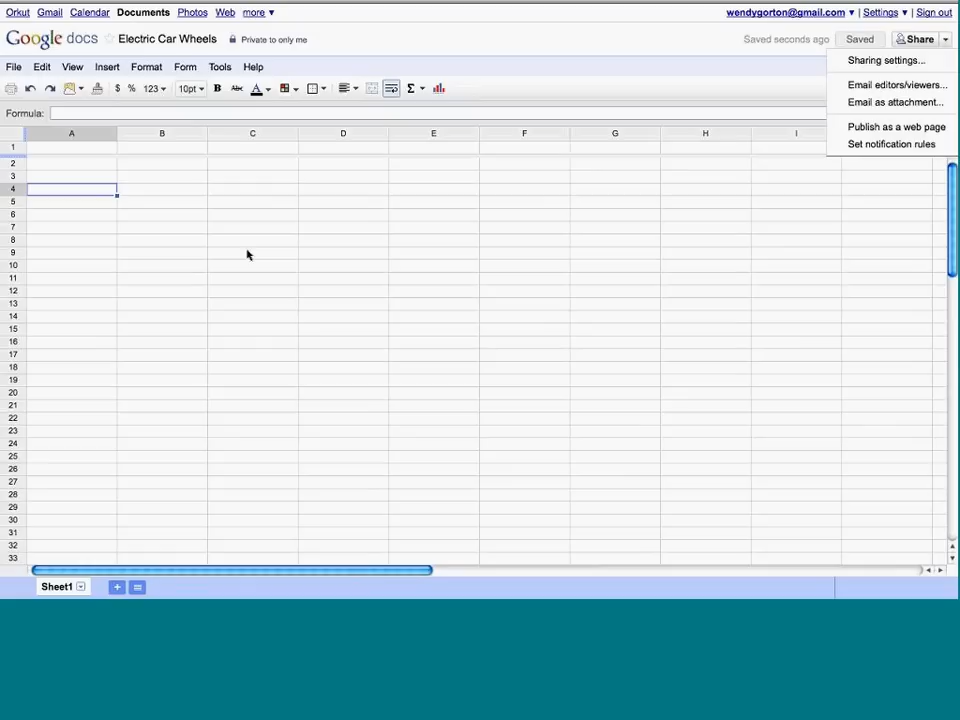 Orkut Gmail Calendar Documents Photos Web more ▼ wendygorton@gmail.com ▼ | Settings ▼ | Sign out
Google docs Electric Car Wheels Private to only me Saved seconds ago Saved Share
Sharing settings...
File Edit View Insert Format Form Tools Help
Email editors/viewers...
$ % 123 10pt B Abc A Σ
Email as attachment...
Formula:
Publish as a web page
A B C D E F G H I
Set notification rules
1
2
3
4
5
6
7
8
9
10
11
12
13
14
15
16
17
18
19
20
21
22
23
24
25
26
27
28
29
30
31
32
33
Sheet1 +